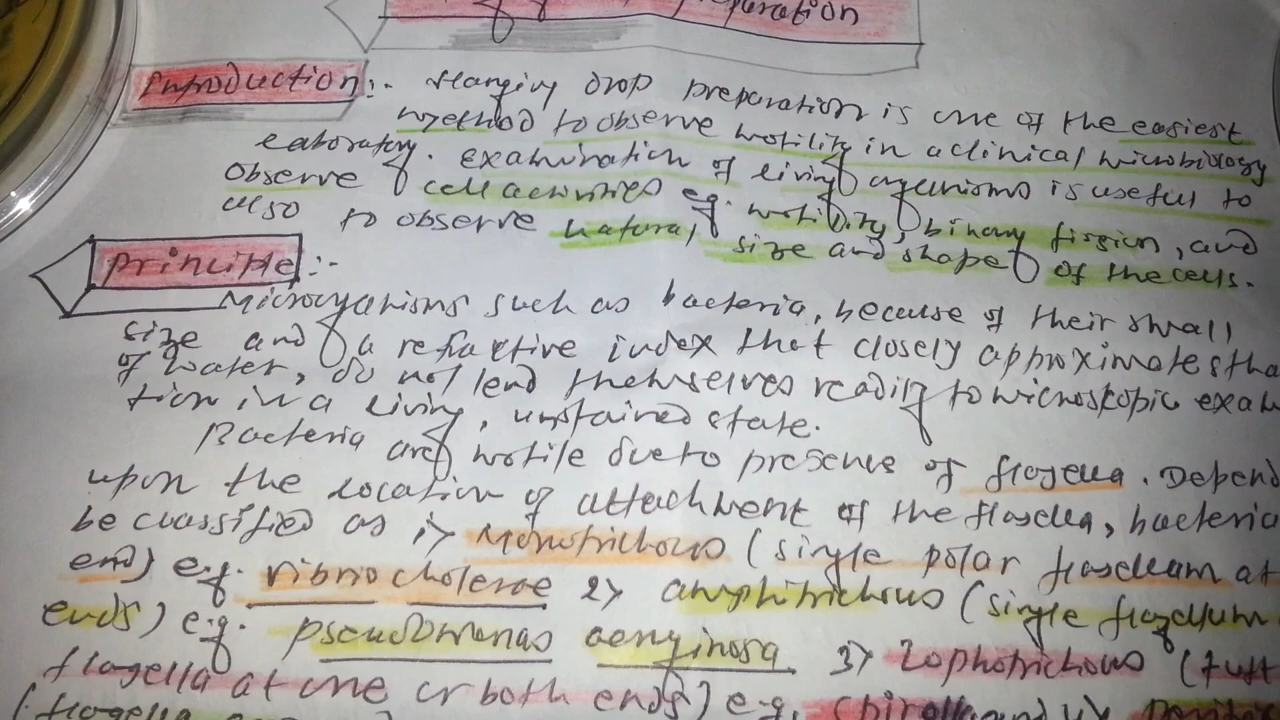 preparation
Introduction:- Hanging drop preparation is one of the easiest
method to observe motility in a clinical microbiology
laboratory. Examination of living organisms is useful to
observe cell activities eg. motility, binary fission, and
also to observe natural size and shape of the cells.
Principle:-
Microorganisms such as bacteria, because of their small
size and a refractive index that closely approximates tha
of water, do not lend themselves readily to microscopic exam
tion in a living, unstained state.
Bacteria are motile due to presense of flagella. Depend
upon the location of attachment of the flagella, bacteria
be classified as 1> Monotrichous (single polar flagellum at
end) e.g. vibrio cholerae 2> amphitrichous (single flagellum
ends) e.g. pseudomonas aeruginosa 3> Lophotrichous (tuft
flagella at one or both ends) e.g. spirilla and
(flagella